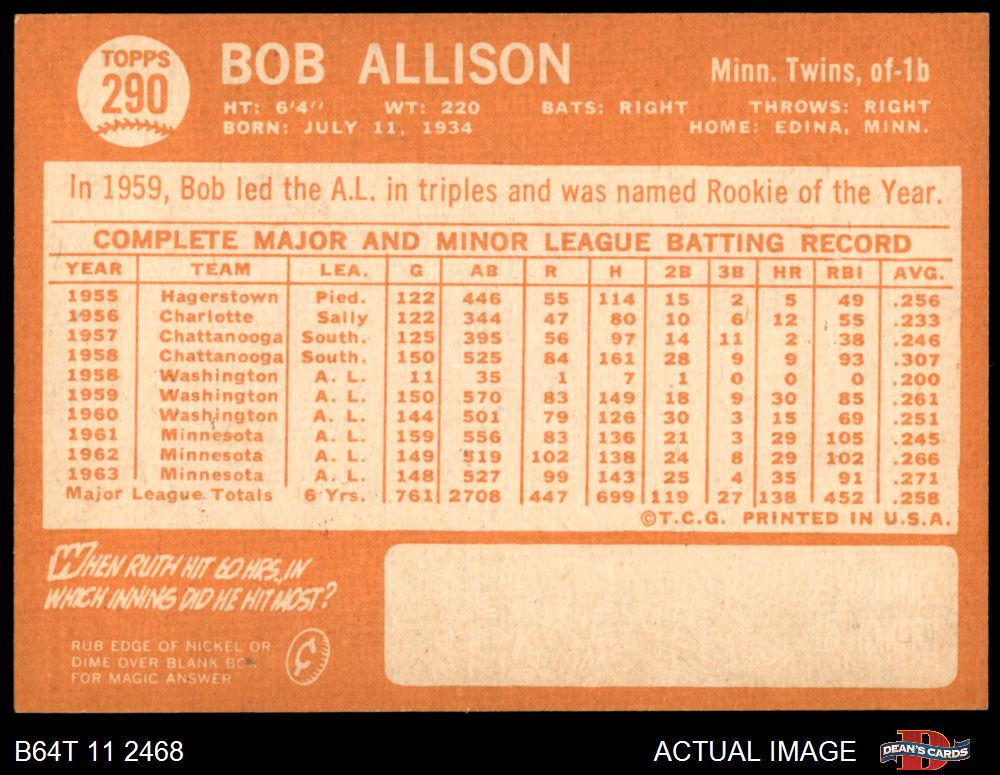 TOPPS
290
BOB ALLISON
Minn. Twins, of-1b
HT: 6'4" WT: 220 BATS: RIGHT THROWS: RIGHT
BORN: JULY 11, 1934 HOME: EDINA, MINN.
In 1959, Bob led the A.L. in triples and was named Rookie of the Year.
COMPLETE MAJOR AND MINOR LEAGUE BATTING RECORD
YEAR TEAM LEA. G AB R H 2B 3B HR RBI AVG.
1955 Hagerstown Pied. 122 446 55 114 15 2 5 49 .256
1956 Charlotte Sally 122 344 47 80 10 6 12 55 .233
1957 Chattanooga South. 125 395 56 97 14 11 2 38 .246
1958 Chattanooga South. 150 525 84 161 28 9 9 93 .307
1958 Washington A. L. 11 35 1 7 1 0 0 0 .200
1959 Washington A. L. 150 570 83 149 18 9 30 85 .261
1960 Washington A. L. 144 501 79 126 30 3 15 69 .251
1961 Minnesota A. L. 159 556 83 136 21 3 29 105 .245
1962 Minnesota A. L. 149 519 102 138 24 8 29 102 .266
1963 Minnesota A. L. 148 527 99 143 25 4 35 91 .271
Major League Totals 6 Yrs. 761 2708 447 699 119 27 138 452 .258
©T.C.G. PRINTED IN U.S.A.
WHEN RUTH HIT 60 HRS, IN
WHICH INNING DID HE HIT MOST?
RUB EDGE OF NICKEL OR
DIME OVER BLANK BOX
FOR MAGIC ANSWER
¢
B64T 11 2468
ACTUAL IMAGE
D
DEAN'S CARDS